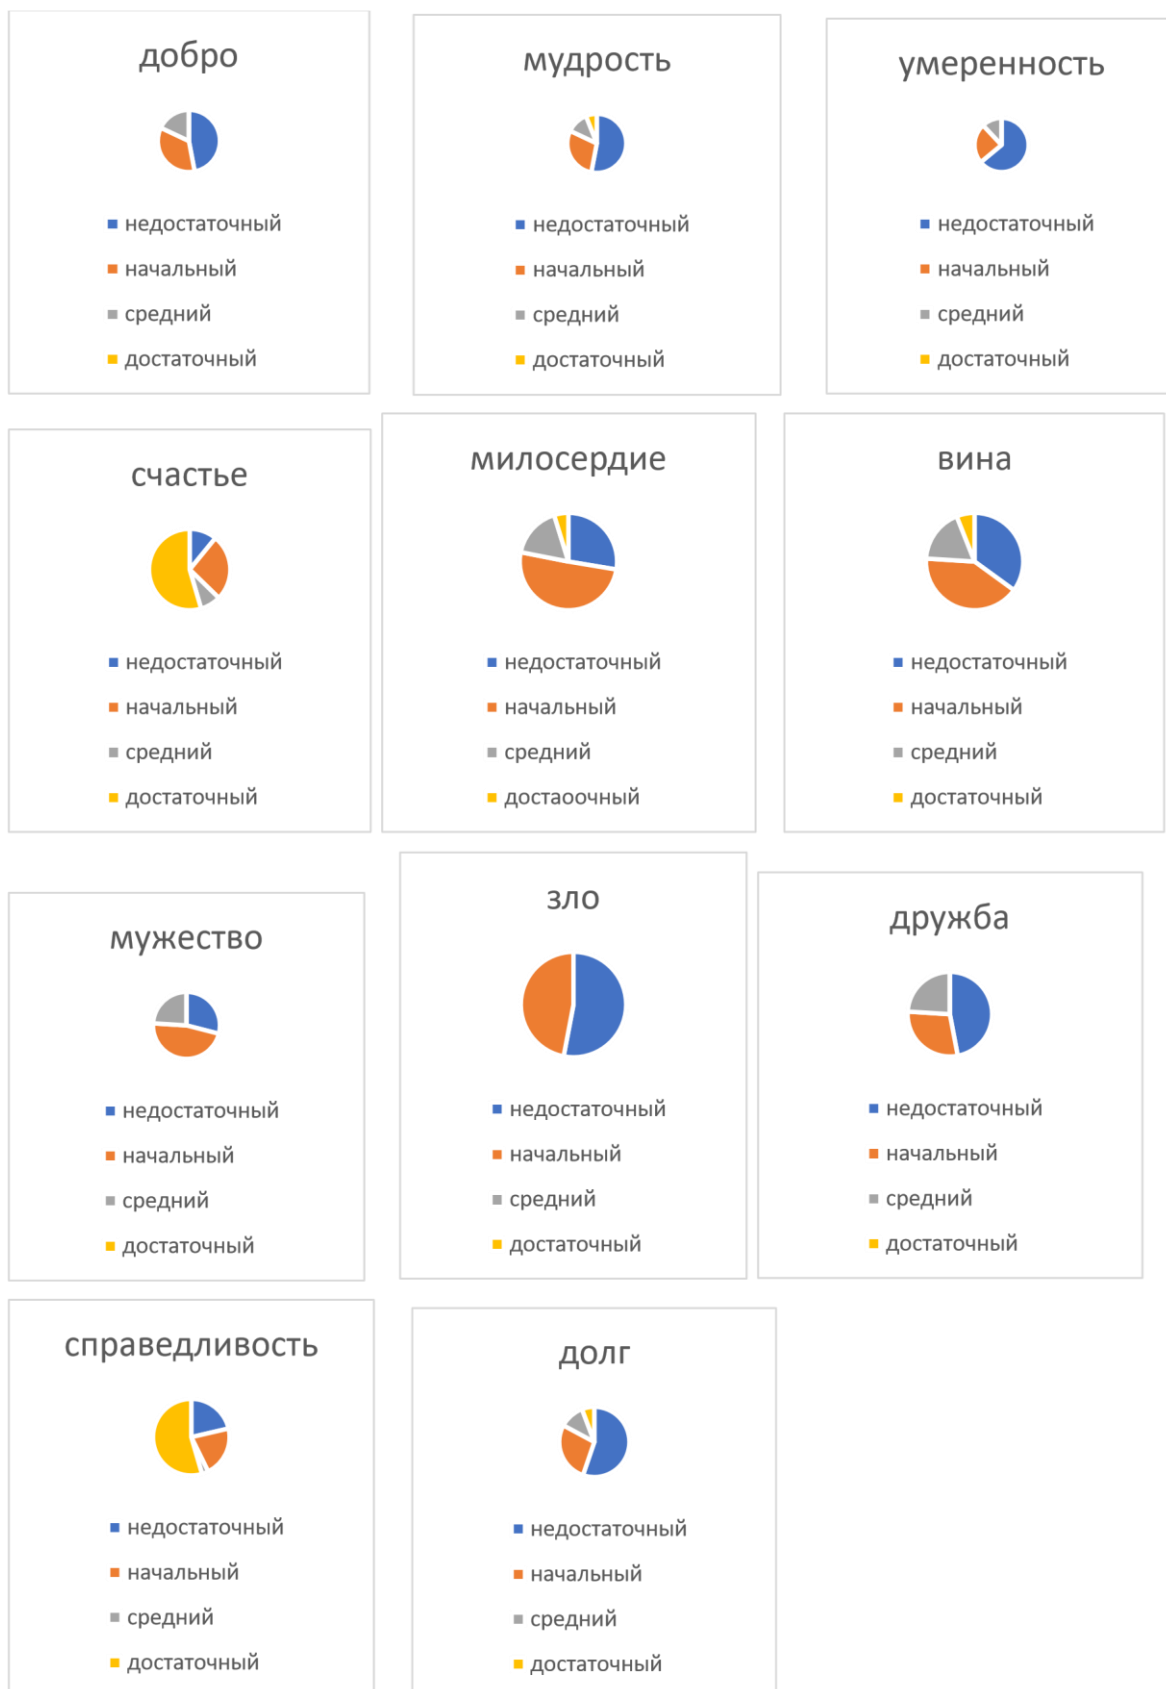 добро
недостаточный
начальный
средний
достаточный
мудрость
недостаточный
начальный
средний
достаточный
умеренность
недостаточный
начальный
средний
достаточный
счастье
недостаточный
начальный
средний
достаточный
милосердие
недостаточный
начальный
средний
достаоочный
вина
недостаточный
начальный
средний
достаточный
мужество
недостаточный
начальный
средний
достаточный
зло
недостаточный
начальный
средний
достаточный
дружба
недостаточный
начальный
средний
достаточный
справедливость
недостаточный
начальный
средний
достаточный
долг
недостаточный
начальный
средний
достаточный